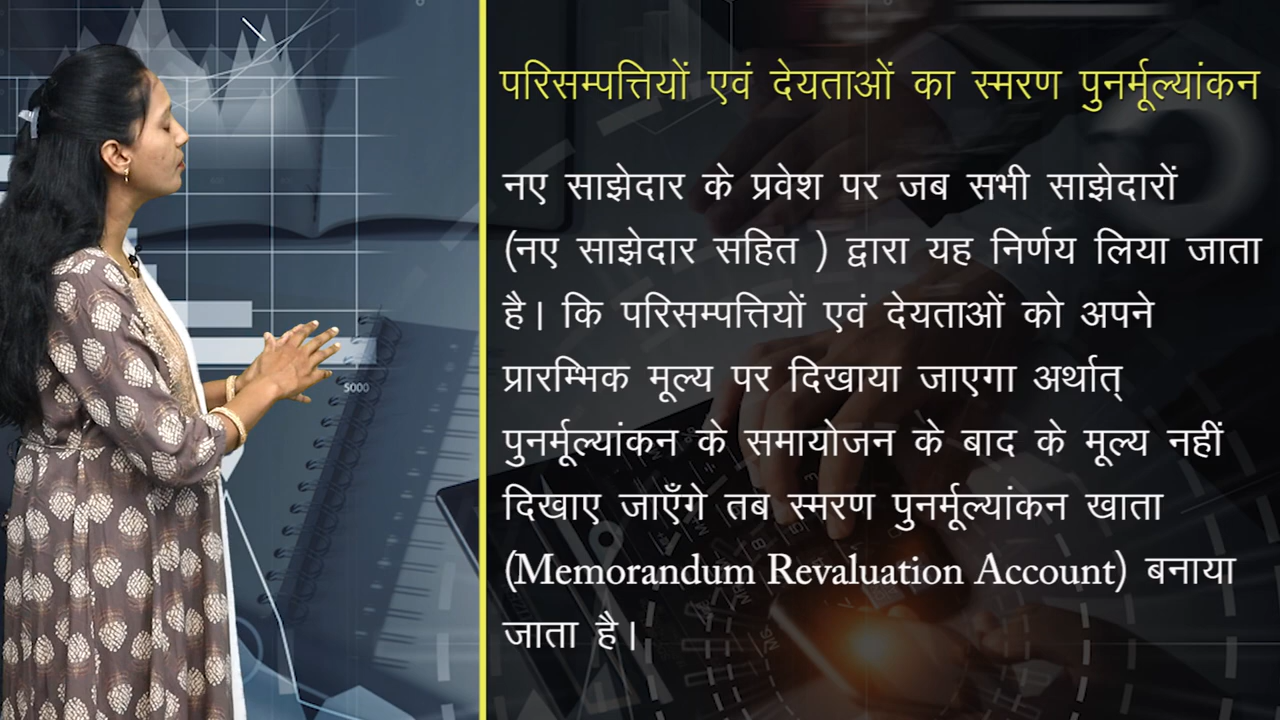 परिसम्पत्तियों एवं देयताओं का स्मरण पुनर्मूल्यांकन
नए साझेदार के प्रवेश पर जब सभी साझेदारों
(नए साझेदार सहित ) द्वारा यह निर्णय लिया जाता
है। कि परिसम्पत्तियों एवं देयताओं को अपने
प्रारम्भिक मूल्य पर दिखाया जाएगा अर्थात्
पुनर्मूल्यांकन के समायोजन के बाद के मूल्य नहीं
दिखाए जाएँगे तब स्मरण पुनर्मूल्यांकन खाता
(Memorandum Revaluation Account) बनाया
जाता है।
5000